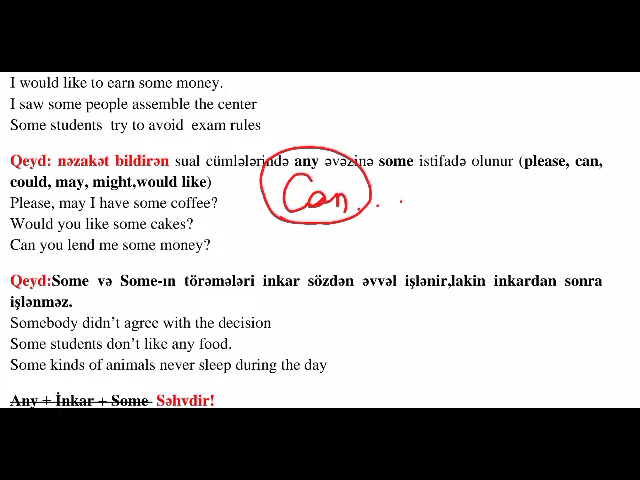 I would like to earn some money.
I saw some people assemble the center
Some students  try to avoid  exam rules
Qeyd: nəzakət bildirən sual cümlələrində any əvəzinə some istifadə olunur (please, can,
could, may, might,would like)
Can...
Please, may I have some coffee?
Would you like some cakes?
Can you lend me some money?
Qeyd:Some və Some-ın törəmələri inkar sözdən əvvəl işlənir,lakin inkardan sonra
işlənməz.
Somebody didn’t agree with the decision
Some students don’t like any food.
Some kinds of animals never sleep during the day
Any + İnkar + Some  Səhvdir!